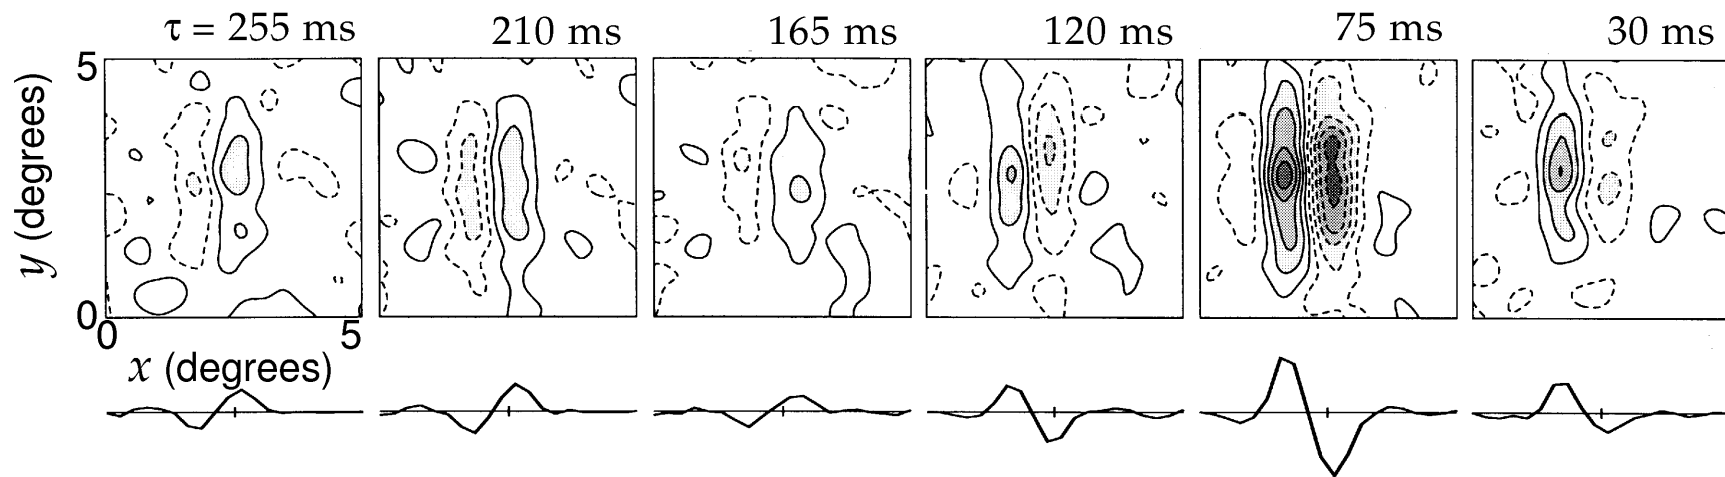 τ = 255 ms 210 ms 165 ms 120 ms 75 ms 30 ms
5
y (degrees)
0
0 5
x (degrees)